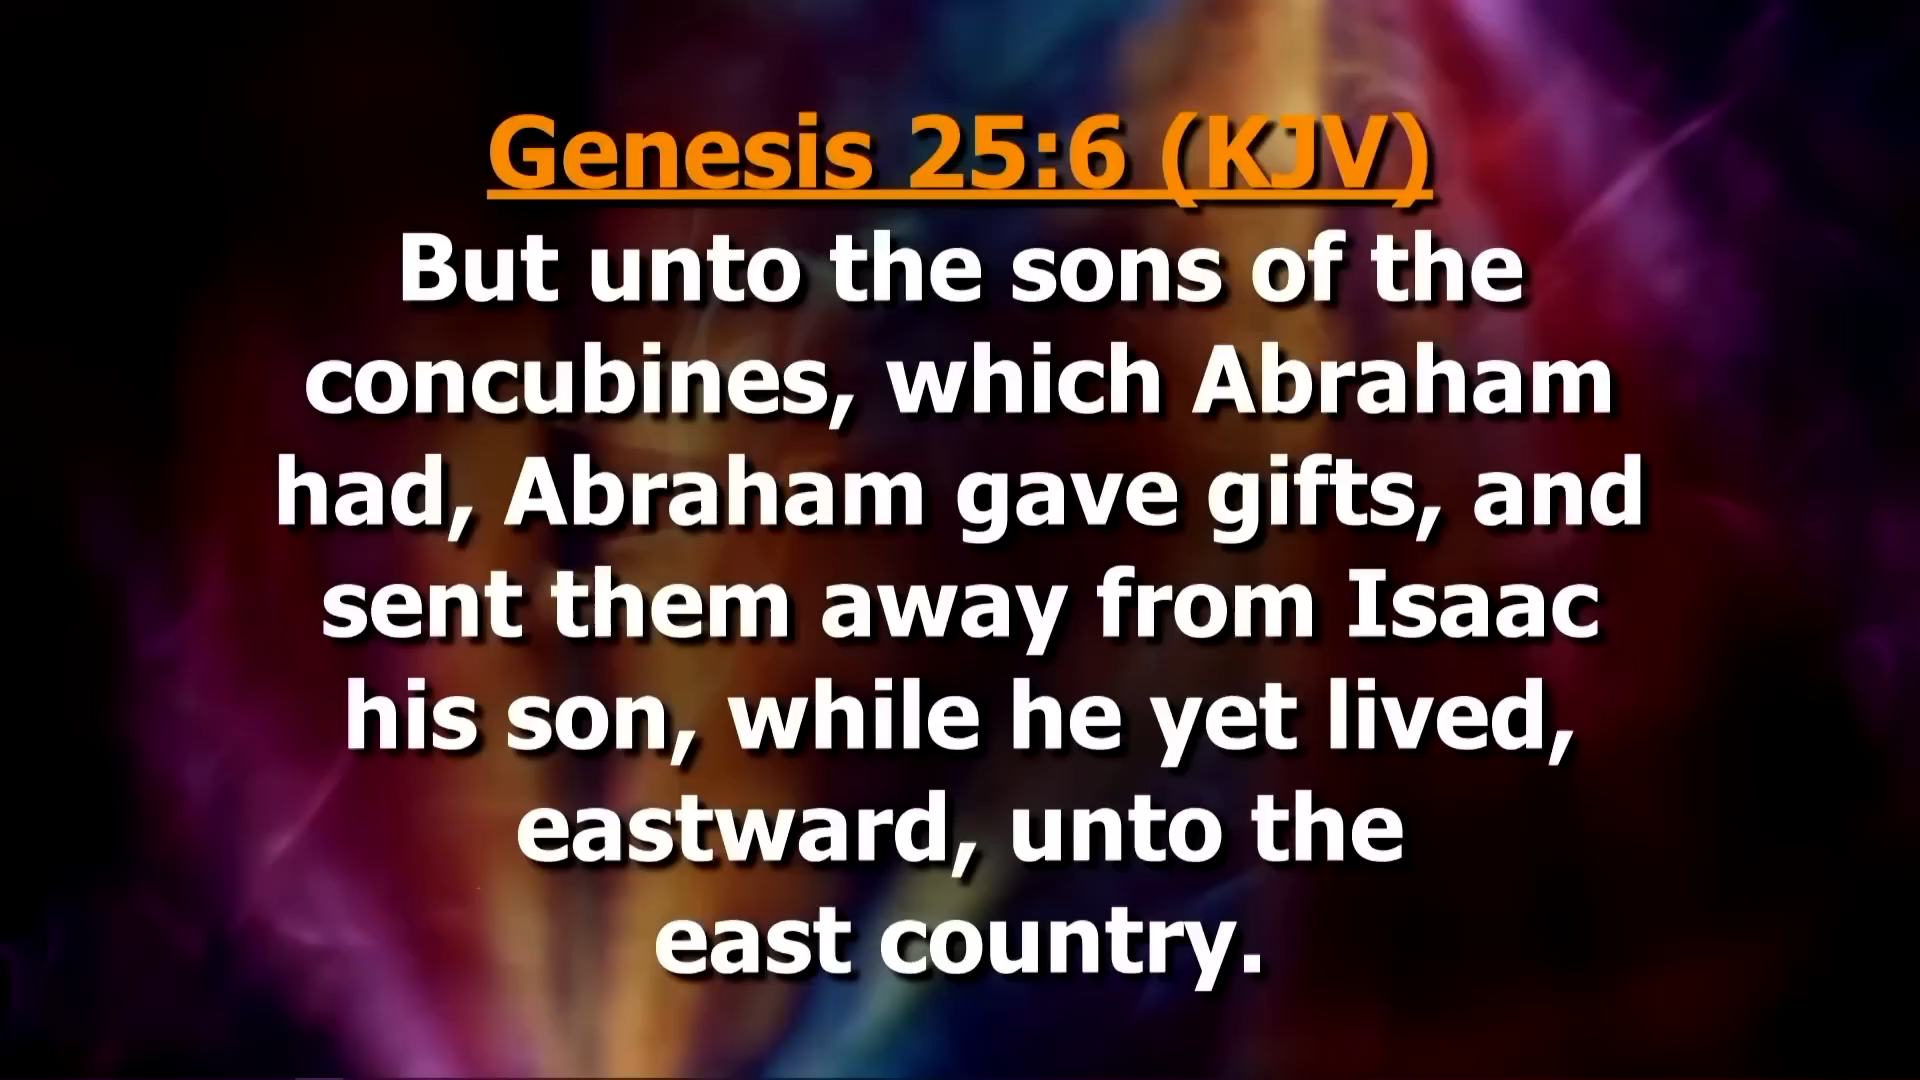 Genesis 25:6 (KJV)
But unto the sons of the
concubines, which Abraham
had, Abraham gave gifts, and
sent them away from Isaac
his son, while he yet lived,
eastward, unto the
east country.